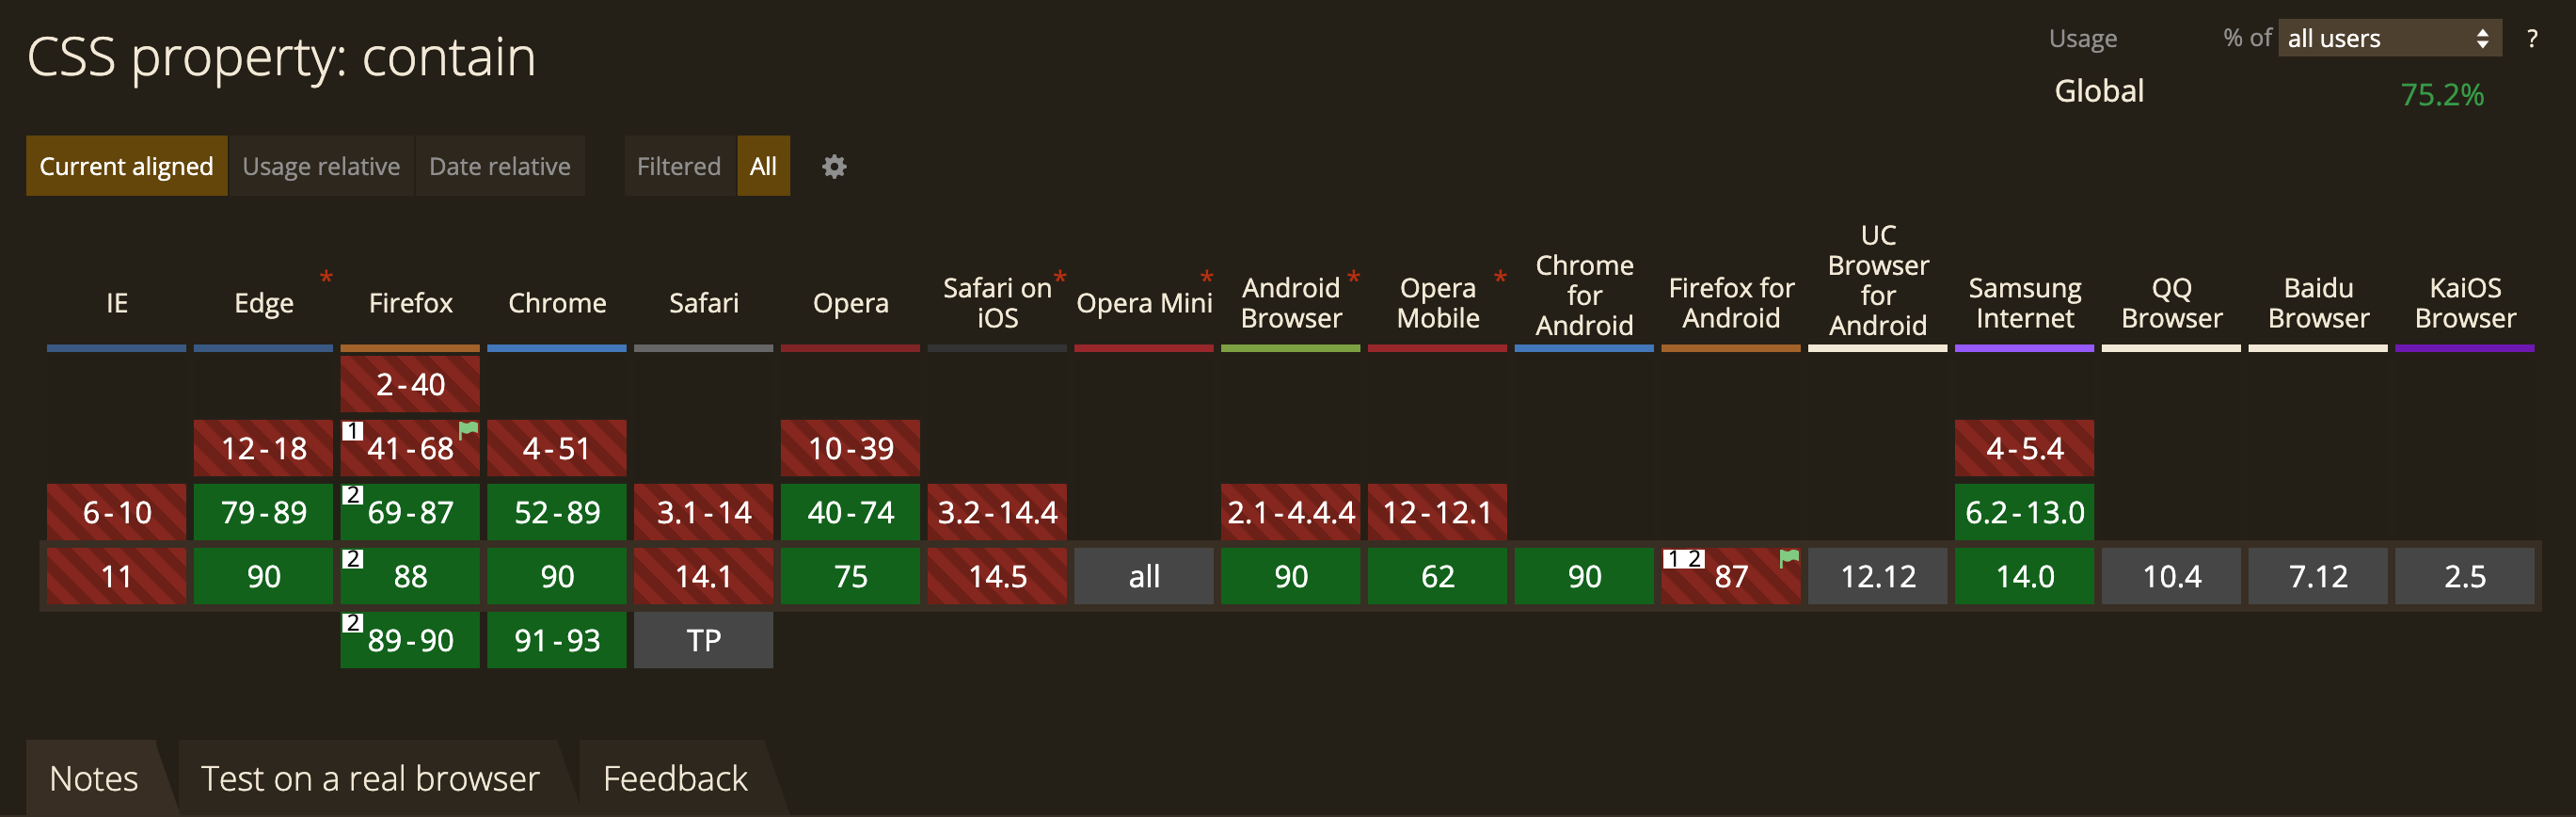 CSS property: contain
Usage % of all users ?
Global 75.2%
Current aligned Usage relative Date relative Filtered All
IE Edge * Firefox Chrome Safari Opera Safari on iOS * Opera Mini * Android Browser * Opera Mobile * Chrome for Android Firefox for Android UC Browser for Android Samsung Internet QQ Browser Baidu Browser KaiOS Browser
2-40
12-18 1 41-68 4-51 10-39 4-5.4
6-10 79-89 2 69-87 52-89 3.1-14 40-74 3.2-14.4 2.1-4.4.4 12-12.1 6.2-13.0
11 90 2 88 90 14.1 75 14.5 all 90 62 90 1 2 87 12.12 14.0 10.4 7.12 2.5
2 89-90 91-93 TP
Notes Test on a real browser Feedback